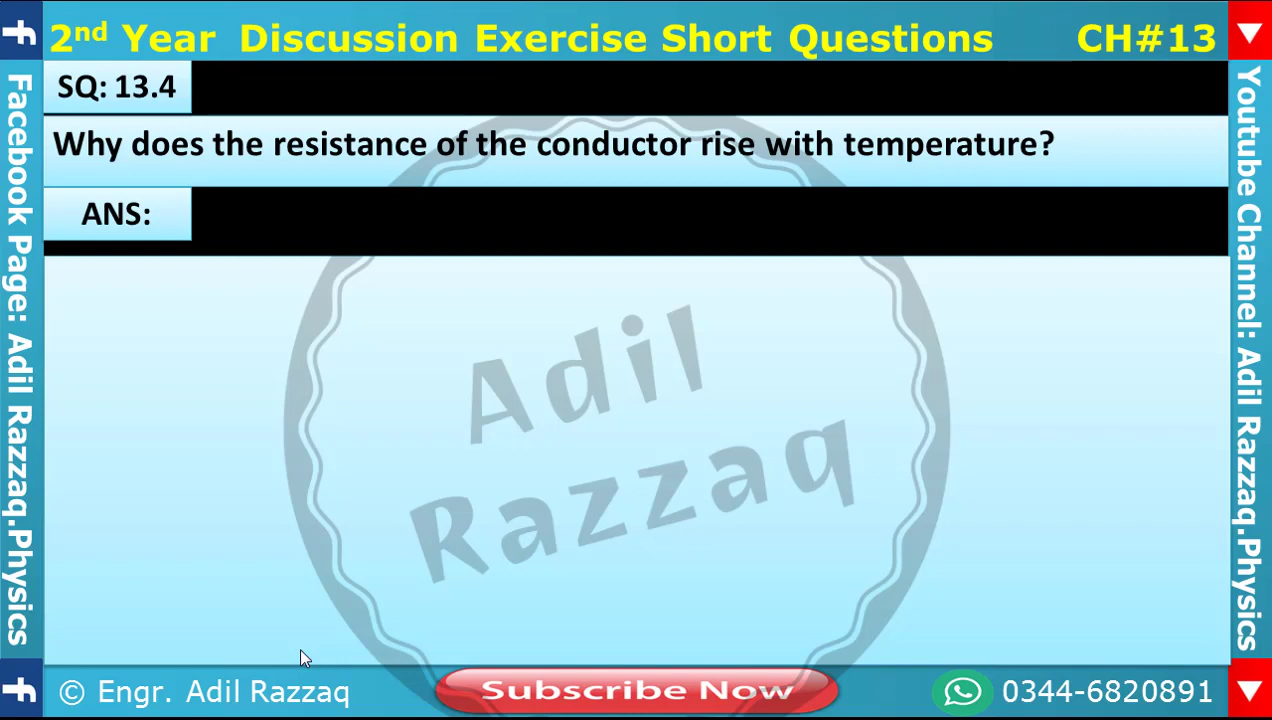 2nd Year Discussion Exercise Short Questions CH#13
SQ: 13.4
Why does the resistance of the conductor rise with temperature?
ANS:
Adil
Razzaq
Facebook Page: Adil Razzaq.Physics
Youtube Channel: Adil Razzaq.Physics
© Engr. Adil Razzaq
Subscribe Now
0344-6820891